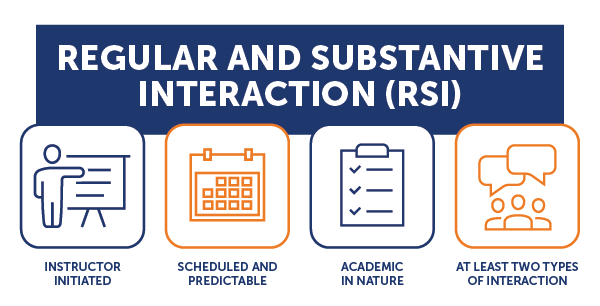 REGULAR AND SUBSTANTIVE
INTERACTION (RSI)
INSTRUCTOR
INITIATED
SCHEDULED AND
PREDICTABLE
ACADEMIC
IN NATURE
AT LEAST TWO TYPES
OF INTERACTION